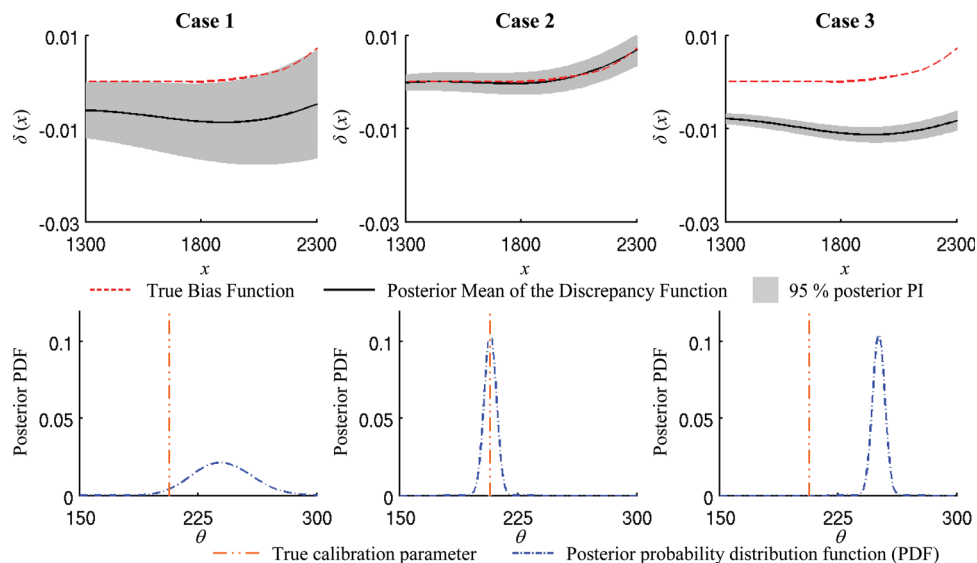 Case 1 Case 2 Case 3
0.01 0.01 0.01
δ (x) δ (x) δ (x)
-0.01 -0.01 -0.01
-0.03 -0.03 -0.03
1300 1800 2300 1300 1800 2300 1300 1800 2300
x x x
True Bias Function Posterior Mean of the Discrepancy Function 95 % posterior PI
Posterior PDF Posterior PDF Posterior PDF
0.1 0.1 0.1
0.05 0.05 0.05
0 0 0
150 225 300 150 225 300 150 225 300
θ θ θ
True calibration parameter Posterior probability distribution function (PDF)